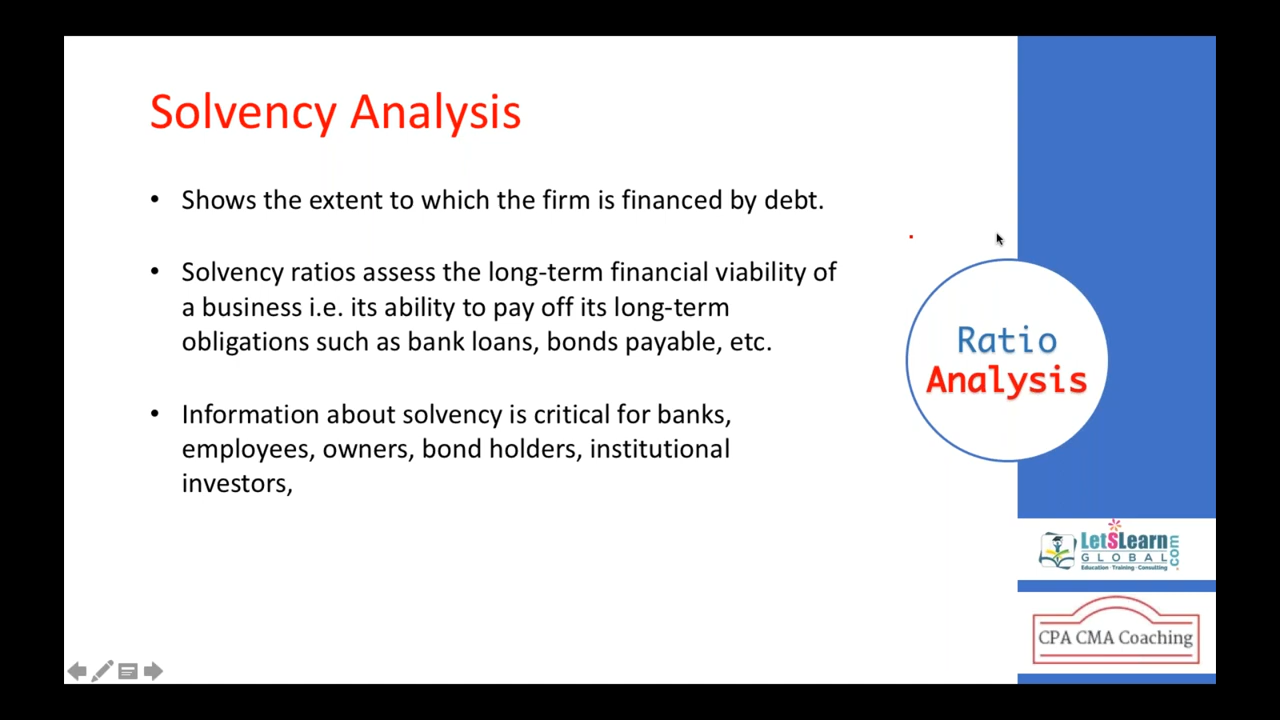 Solvency Analysis
• Shows the extent to which the firm is financed by debt.
• Solvency ratios assess the long-term financial viability of
a business i.e. its ability to pay off its long-term
obligations such as bank loans, bonds payable, etc.
• Information about solvency is critical for banks,
employees, owners, bond holders, institutional
investors,
Ratio
Analysis
LetSLearn
GLOBAL
.com
Education · Training · Consulting
CPA CMA Coaching